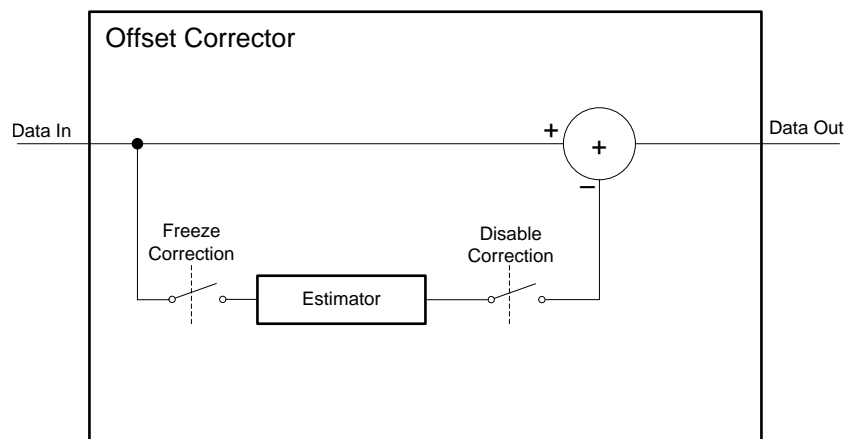 Offset Corrector
Data In
+
+
Data Out
−
Freeze
Correction
Disable
Correction
Estimator